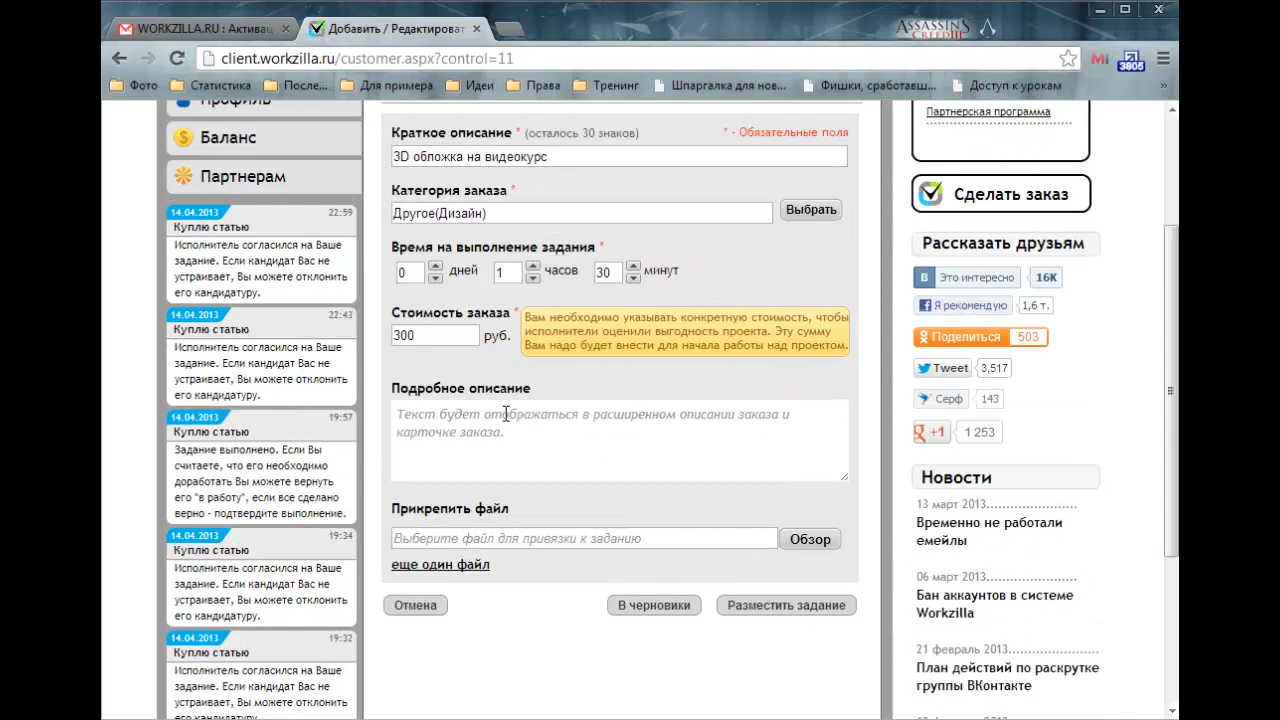 WORKZILLA.RU : Активац
Добавить / Редактироват
ASSASSINS
CREED III
client.workzilla.ru/customer.aspx?control=11
3805
Фото
Статистика
После...
Для примера
Идеи
Права
Тренинг
Шпаргалка для нов...
Фишки, сработавш...
Доступ к урокам
»
Профиль
Баланс
Партнерам
14.04.2013 22:59
Куплю статью
Исполнитель согласился на Ваше
задание. Если кандидат Вас не
устраивает, Вы можете отклонить
его кандидатуру.
14.04.2013 22:43
Куплю статью
Исполнитель согласился на Ваше
задание. Если кандидат Вас не
устраивает, Вы можете отклонить
его кандидатуру.
14.04.2013 19:57
Куплю статью
Задание выполнено. Если Вы
считаете, что его необходимо
доработать Вы можете вернуть
его "в работу", если все сделано
верно - подтвердите выполнение.
14.04.2013 19:34
Куплю статью
Исполнитель согласился на Ваше
задание. Если кандидат Вас не
устраивает, Вы можете отклонить
его кандидатуру.
14.04.2013 19:32
Куплю статью
Исполнитель согласился на Ваше
задание. Если кандидат Вас не
устраивает, Вы можете отклонить
Краткое описание * (осталось 30 знаков) * - Обязательные поля
3D обложка на видеокурс
Категория заказа *
Другое(Дизайн) Выбрать
Время на выполнение задания *
0 дней 1 часов 30 минут
Стоимость заказа *
300 руб.
Вам необходимо указывать конкретную стоимость, чтобы
исполнители оценили выгодность проекта. Эту сумму
Вам надо будет внести для начала работы над проектом.
Подробное описание
Текст будет отображаться в расширенном описании заказа и
карточке заказа.
Прикрепить файл
Выберите файл для привязки к заданию Обзор
еще один файл
Отмена В черновики Разместить задание
Партнерская программа
Сделать заказ
Рассказать друзьям
Это интересно 16K
Я рекомендую 1,6 т.
Поделиться 503
Tweet 3,517
Серф 143
+1 1 253
Новости
13 март 2013
Временно не работали
емейлы
06 март 2013
Бан аккаунтов в системе
Workzilla
21 февраль 2013
План действий по раскрутке
группы ВКонтакте